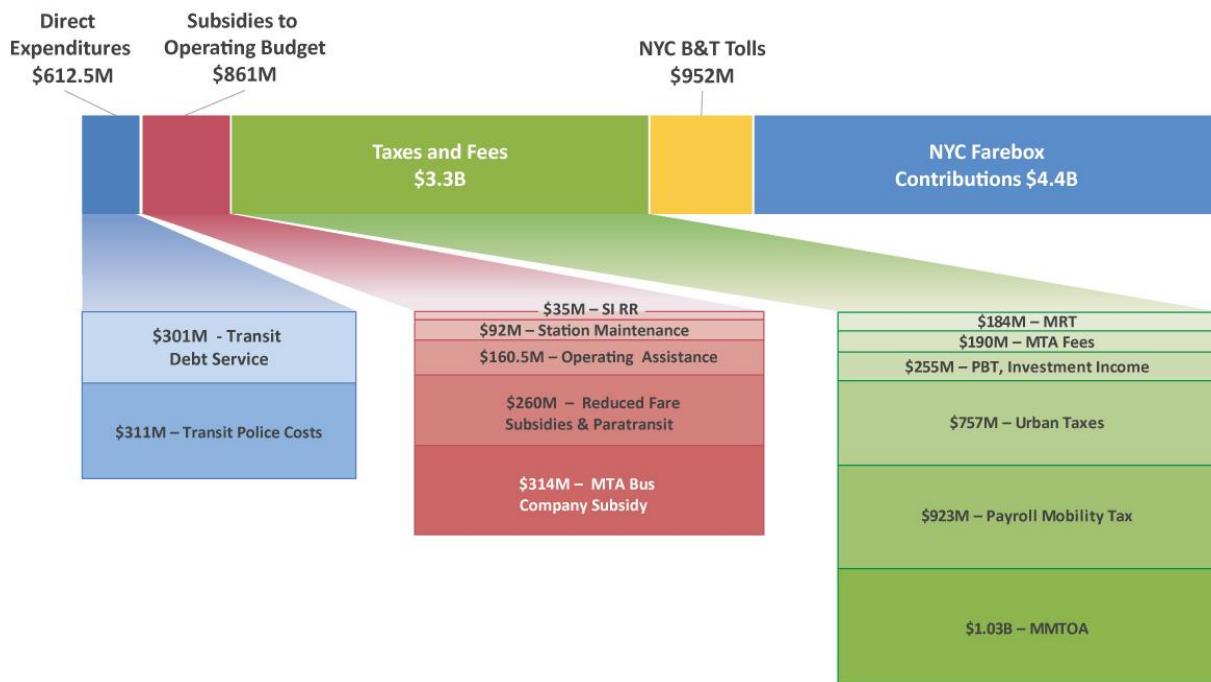 Direct
Expenditures
$612.5M
Subsidies to
Operating Budget
$861M
NYC B&T Tolls
$952M
Taxes and Fees
$3.3B
NYC Farebox
Contributions $4.4B
$301M - Transit
Debt Service
$311M – Transit Police Costs
$35M – SI RR
$92M – Station Maintenance
$160.5M – Operating Assistance
$260M – Reduced Fare
Subsidies & Paratransit
$314M – MTA Bus
Company Subsidy
$184M – MRT
$190M – MTA Fees
$255M – PBT, Investment Income
$757M – Urban Taxes
$923M – Payroll Mobility Tax
$1.03B – MMTOA